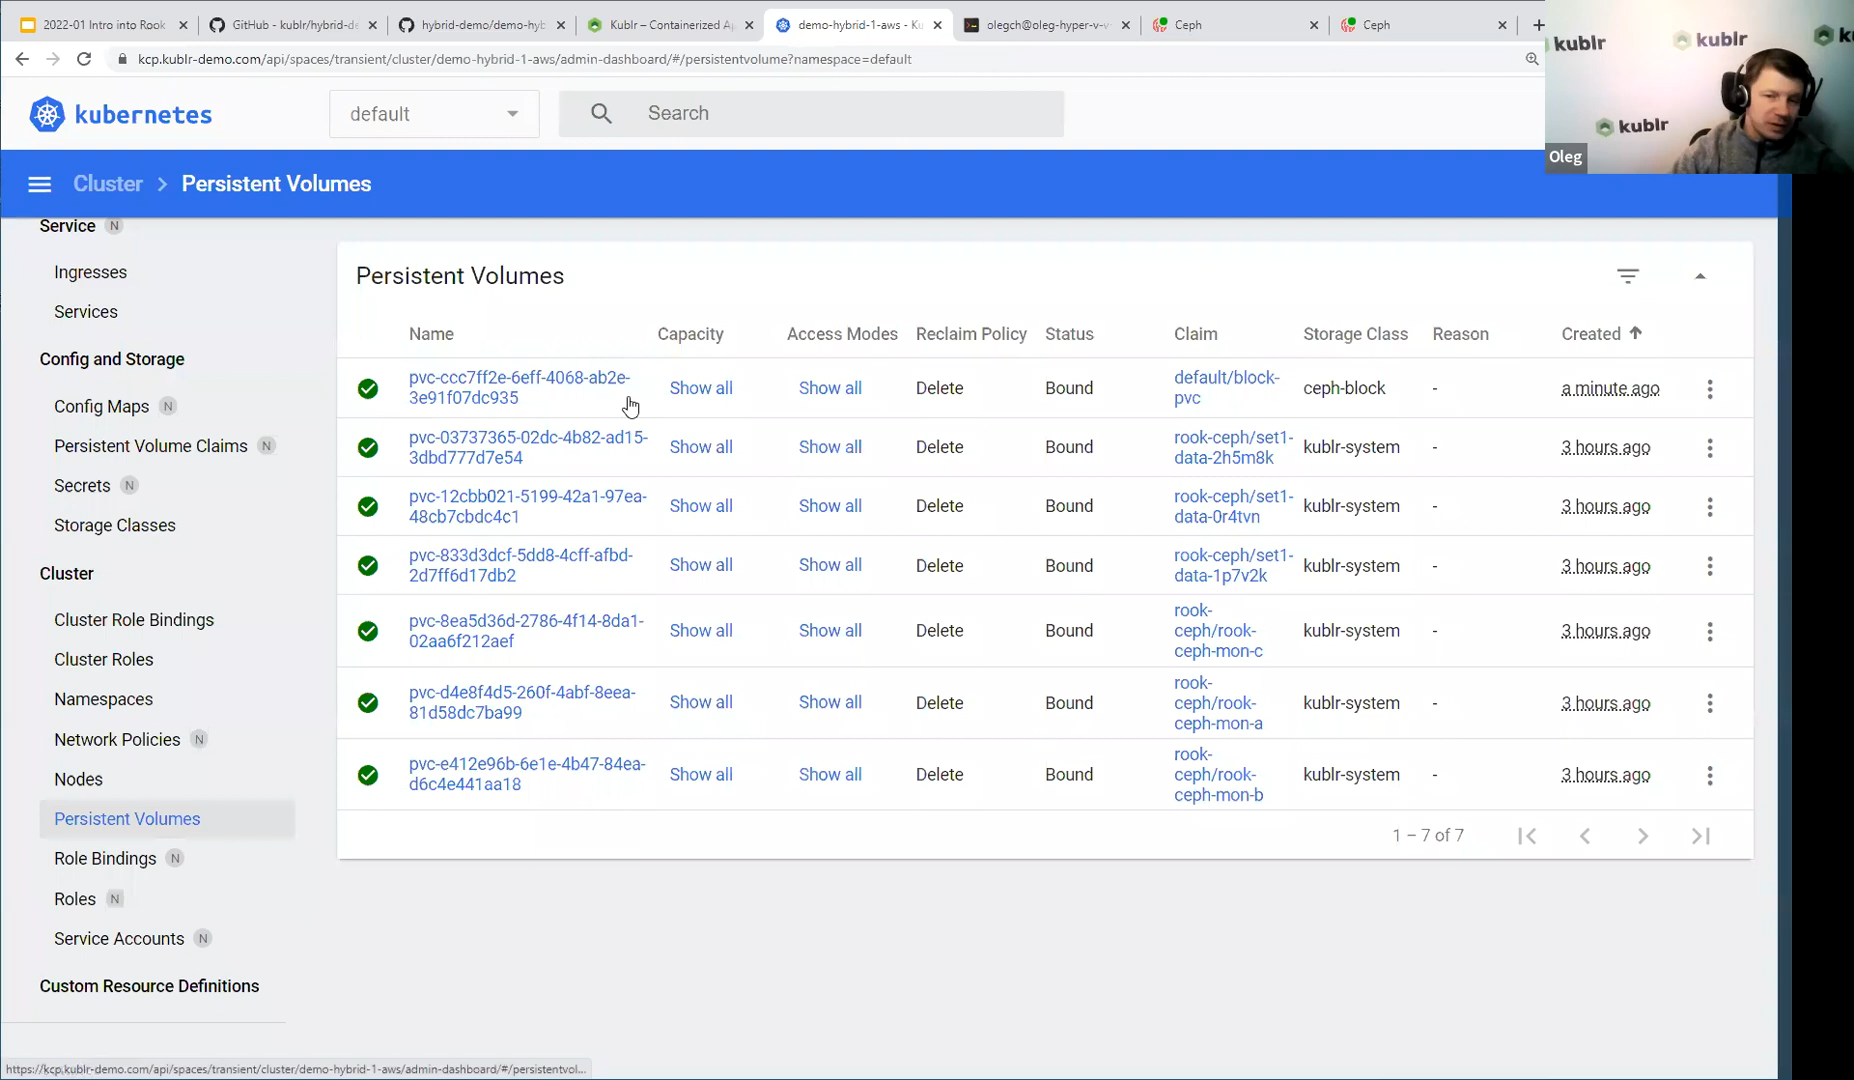 2022-01 Intro into Rook
GitHub - kublr/hybrid-de
hybrid-demo/demo-hyb
Kublr – Containerized Ap
demo-hybrid-1-aws - Ku
olegch@oleg-hyper-v-v
Ceph
Ceph
kcp.kublr-demo.com/api/spaces/transient/cluster/demo-hybrid-1-aws/admin-dashboard/#/persistentvolume?namespace=default
kublr
kublr
kublr
Oleg
kubernetes
default
Search
Cluster
Persistent Volumes
Service N
Ingresses
Services
Config and Storage
Config Maps N
Persistent Volume Claims N
Secrets N
Storage Classes
Cluster
Cluster Role Bindings
Cluster Roles
Namespaces
Network Policies N
Nodes
Persistent Volumes
Role Bindings N
Roles N
Service Accounts N
Custom Resource Definitions
Persistent Volumes
Name Capacity Access Modes Reclaim Policy Status Claim Storage Class Reason Created
pvc-ccc7ff2e-6eff-4068-ab2e- Show all Show all Delete Bound default/block- ceph-block - a minute ago
3e91f07dc935 pvc
pvc-03737365-02dc-4b82-ad15- Show all Show all Delete Bound rook-ceph/set1- kublr-system - 3 hours ago
3dbd777d7e54 data-2h5m8k
pvc-12cbb021-5199-42a1-97ea- Show all Show all Delete Bound rook-ceph/set1- kublr-system - 3 hours ago
48cb7cbdc4c1 data-0r4tvn
pvc-833d3dcf-5dd8-4cff-afbd- Show all Show all Delete Bound rook-ceph/set1- kublr-system - 3 hours ago
2d7ff6d17db2 data-1p7v2k
pvc-8ea5d36d-2786-4f14-8da1- Show all Show all Delete Bound rook- kublr-system - 3 hours ago
02aa6f212aef ceph/rook-
ceph-mon-c
pvc-d4e8f4d5-260f-4abf-8eea- Show all Show all Delete Bound rook- kublr-system - 3 hours ago
81d58dc7ba99 ceph/rook-
ceph-mon-a
pvc-e412e96b-6e1e-4b47-84ea- Show all Show all Delete Bound rook- kublr-system - 3 hours ago
d6c4e441aa18 ceph/rook-
ceph-mon-b
1 – 7 of 7
https://kcp.kublr-demo.com/api/spaces/transient/cluster/demo-hybrid-1-aws/admin-dashboard/#/persistentvol...